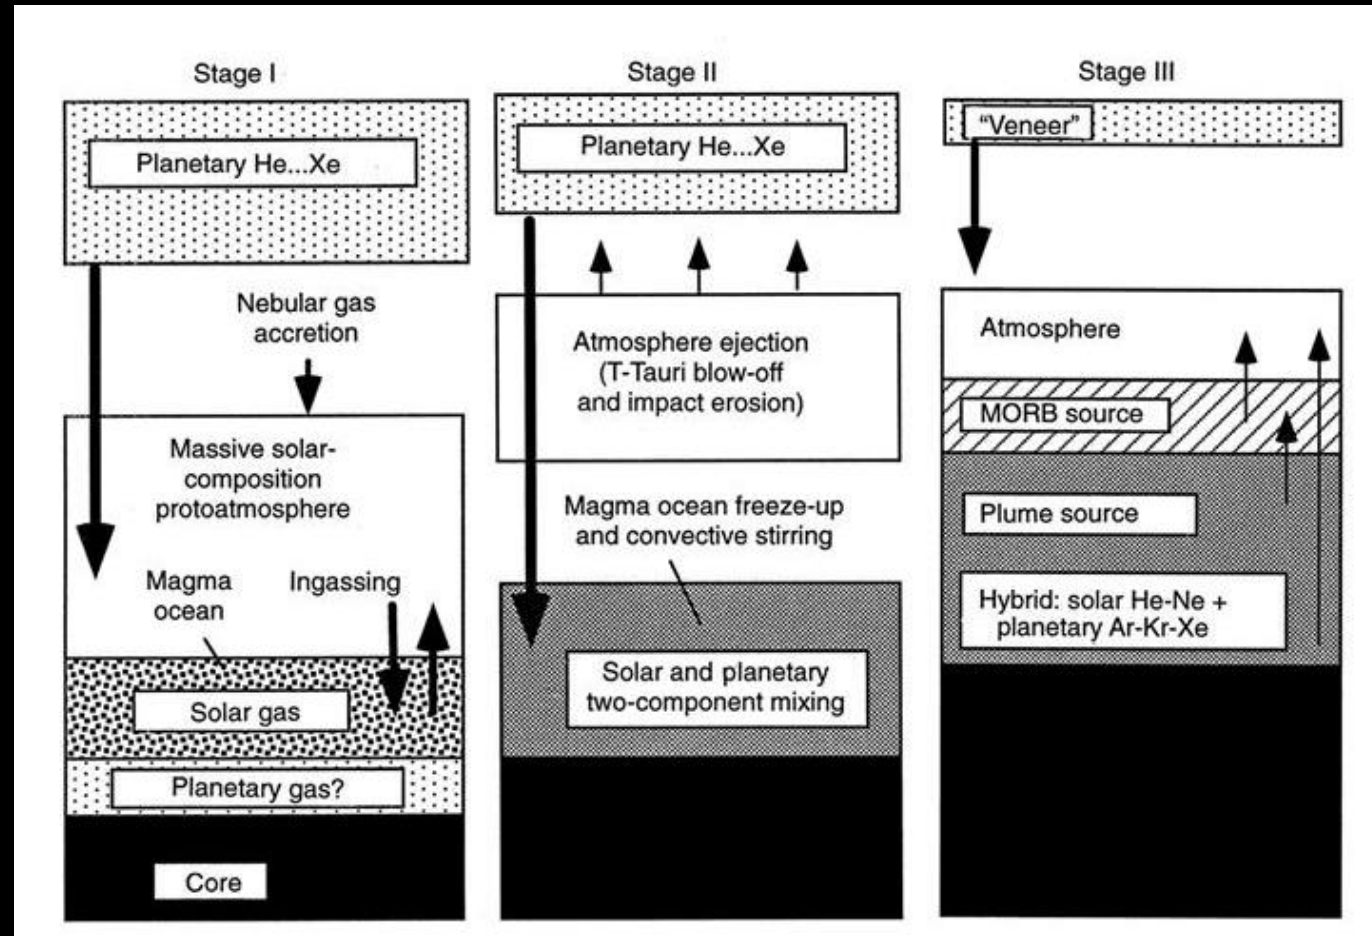 Stage I
Planetary He...Xe
Nebular gas
accretion
Massive solar-
composition
protoatmosphere
Magma
ocean
Ingassing
Solar gas
Planetary gas?
Core
Stage II
Planetary He...Xe
Atmosphere ejection
(T-Tauri blow-off
and impact erosion)
Magma ocean freeze-up
and convective stirring
Solar and planetary
two-component mixing
Stage III
“Veneer”
Atmosphere
MORB source
Plume source
Hybrid: solar He-Ne +
planetary Ar-Kr-Xe